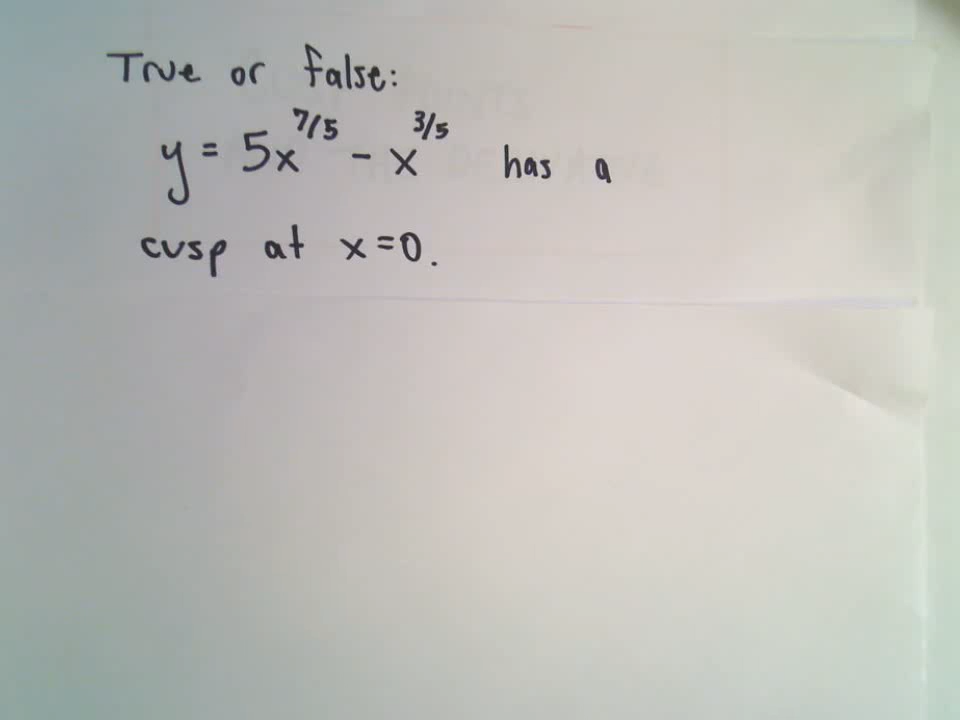 True or false:
y = 5x^{7/5} - x^{3/5} has a
cusp at x=0.